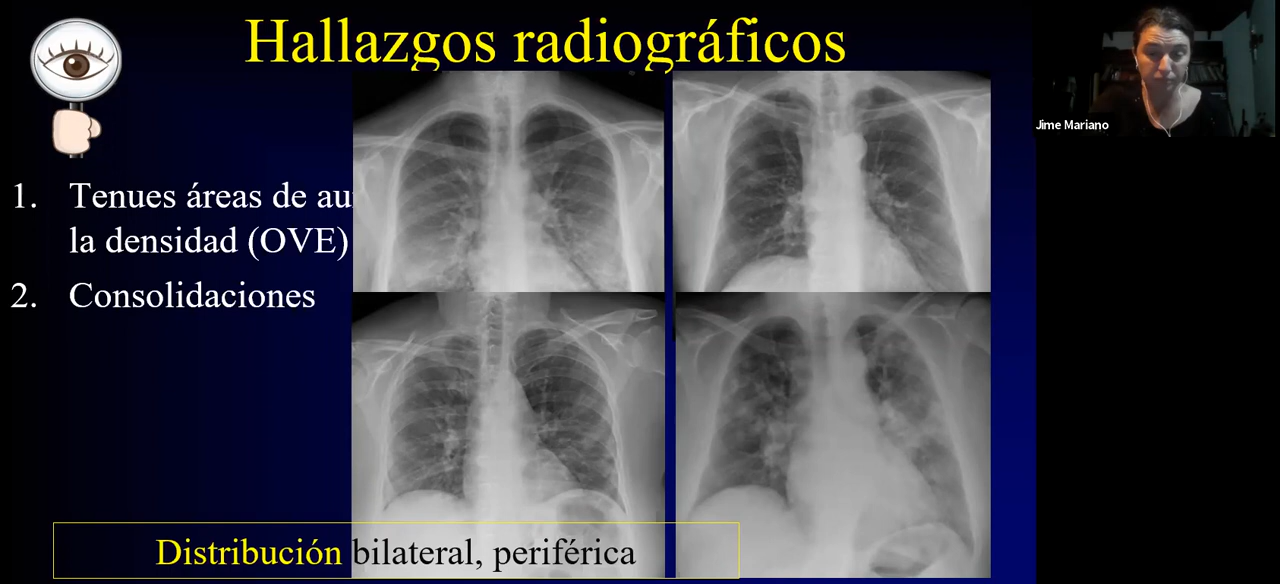 Hallazgos radiográficos
Jime Mariano
1. Tenues áreas de au
la densidad (OVE)
2. Consolidaciones
Distribución bilateral, periférica